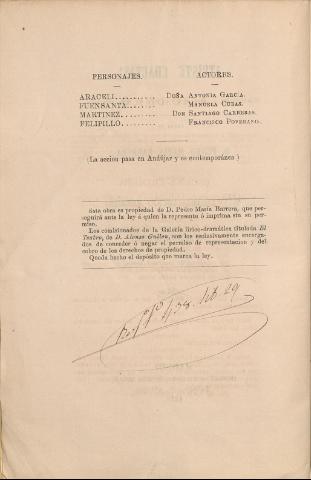 PERSONAJES. ACTORES.
ARACELI........... DOÑA ANTONIA GARCIA.
FUENSANTA......... MANUELA CUBAS.
MARTINEZ.......... DON SANTIAGO CARRERAS.
FELIPILLO......... FRANCISCO POVEDANO.
(La accion pasa en Andújar y es contemporánea.)
Esta obra es propiedad de D. Pedro María Barrera, que per-
seguirá ante la ley á quien la represente ó imprima sin su per-
miso.
Los comisionados de la Galería lírico-dramática titulada El
Teatro, de D. Alonso Gullon, son los exclusivamente encarga-
dos de conceder ó negar el permiso de representacion y del
cobro de los derechos de propiedad.
Queda hecho el depósito que marca la ley.